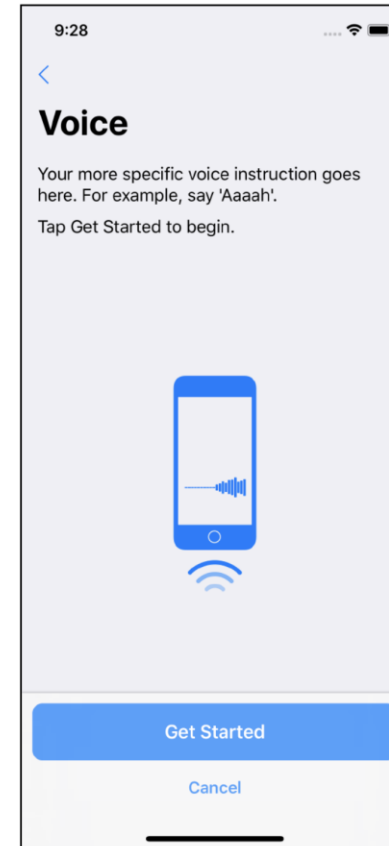 9:28
Voice
Your more specific voice instruction goes
here. For example, say 'Aaaah'.
Tap Get Started to begin.
Get Started
Cancel